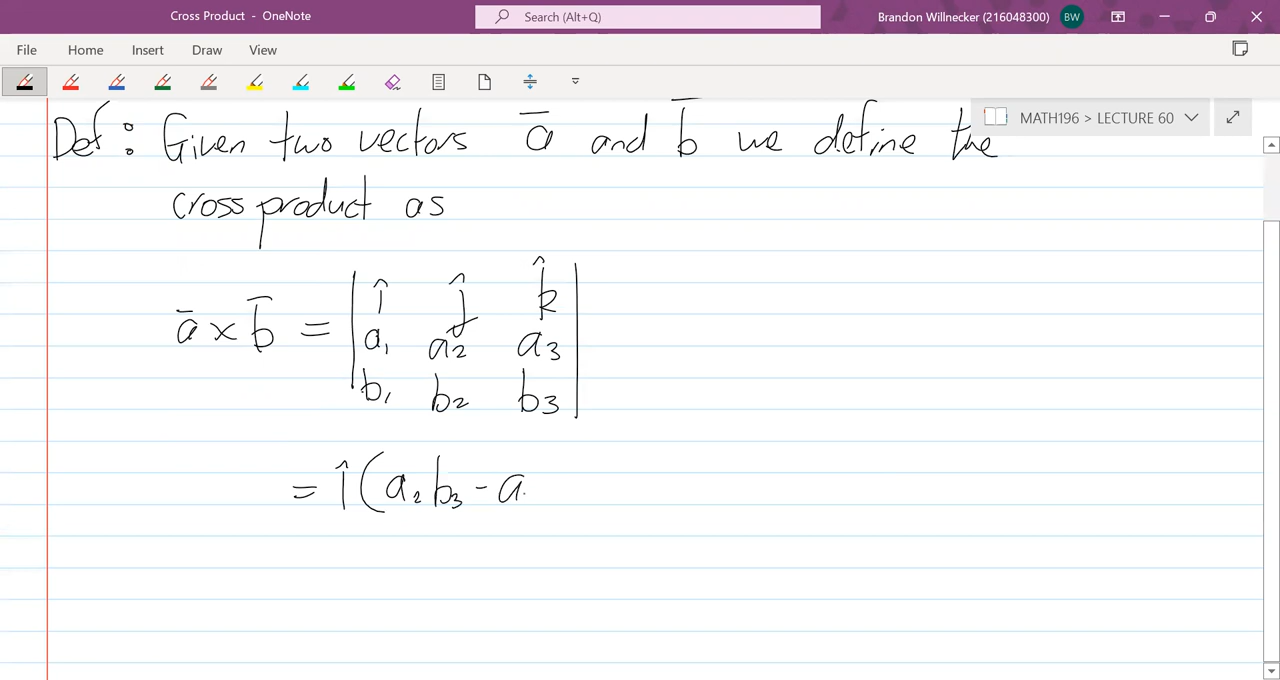 Cross Product - OneNote
Search (Alt+Q)
Brandon Willnecker (216048300)
BW
File Home Insert Draw View
MATH196 > LECTURE 60
Def: Given two vectors a̅ and b̅ we define the
cross product as
a̅ × b̅ = | î ĵ k̂ |
| a₁ a₂ a₃ |
| b₁ b₂ b₃ |
= î (a₂b₃ - a